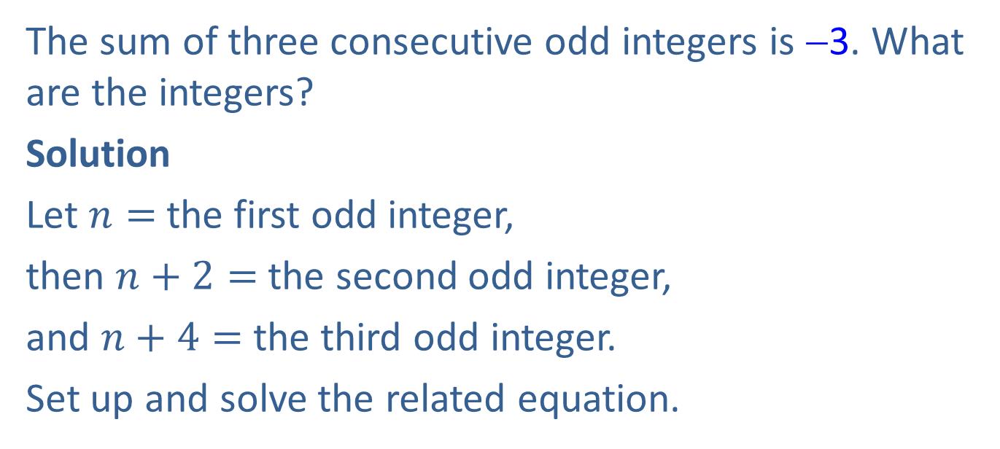 The sum of three consecutive odd integers is −3. What
are the integers?
Solution
Let n = the first odd integer,
then n + 2 = the second odd integer,
and n + 4 = the third odd integer.
Set up and solve the related equation.